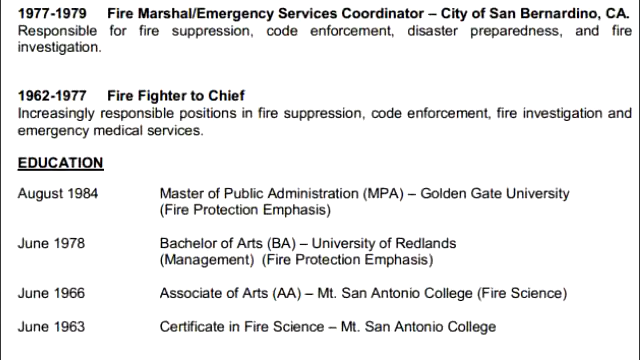 1977-1979 Fire Marshal/Emergency Services Coordinator – City of San Bernardino, CA.
Responsible for fire suppression, code enforcement, disaster preparedness, and fire
investigation.
1962-1977 Fire Fighter to Chief
Increasingly responsible positions in fire suppression, code enforcement, fire investigation and
emergency medical services.
EDUCATION
August 1984 Master of Public Administration (MPA) – Golden Gate University
(Fire Protection Emphasis)
June 1978 Bachelor of Arts (BA) – University of Redlands
(Management) (Fire Protection Emphasis)
June 1966 Associate of Arts (AA) – Mt. San Antonio College (Fire Science)
June 1963 Certificate in Fire Science – Mt. San Antonio College